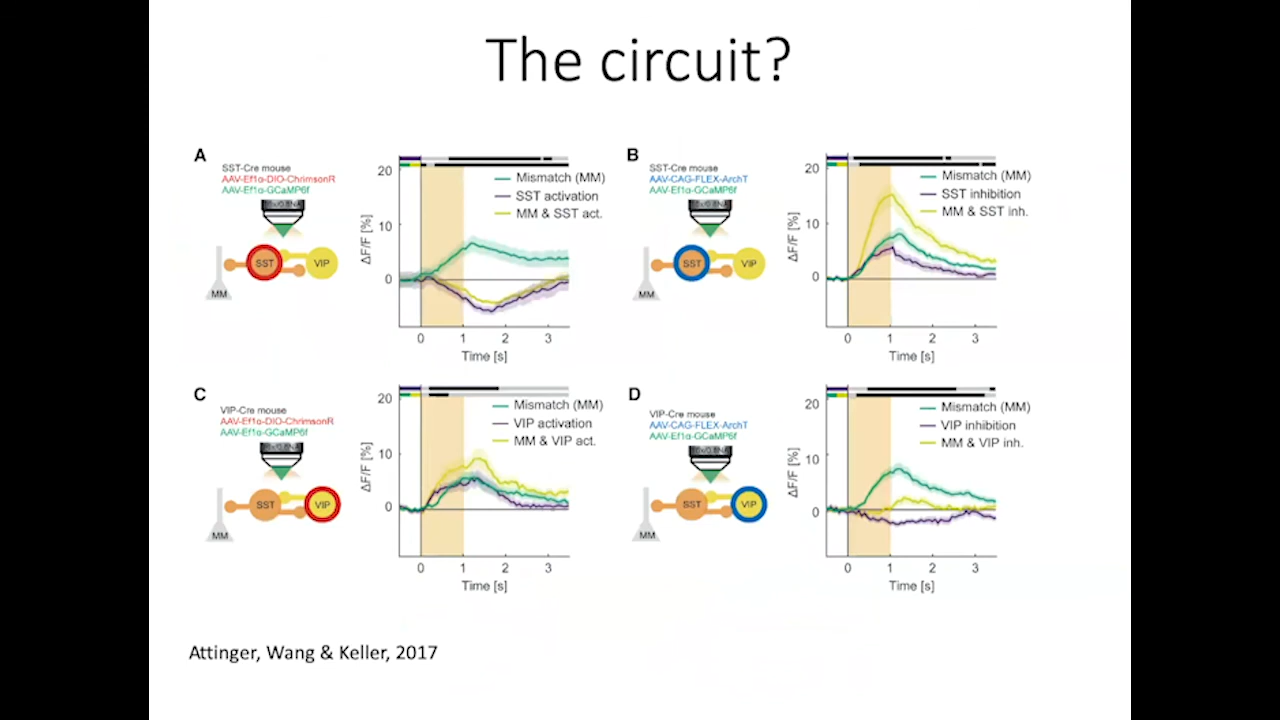 The circuit?
A
SST-Cre mouse
AAV-Ef1α-DIO-ChrimsonR
AAV-Ef1α-GCaMP6f
SST
VIP
MM
20
10
0
ΔF/F [%]
Mismatch (MM)
SST activation
MM & SST act.
0 1 2 3
Time [s]
B
SST-Cre mouse
AAV-CAG-FLEX-ArchT
AAV-Ef1α-GCaMP6f
SST
VIP
MM
20
10
0
ΔF/F [%]
Mismatch (MM)
SST inhibition
MM & SST inh.
0 1 2 3
Time [s]
C
VIP-Cre mouse
AAV-Ef1α-DIO-ChrimsonR
AAV-Ef1α-GCaMP6f
SST
VIP
MM
20
10
0
ΔF/F [%]
Mismatch (MM)
VIP activation
MM & VIP act.
0 1 2 3
Time [s]
D
VIP-Cre mouse
AAV-CAG-FLEX-ArchT
AAV-Ef1α-GCaMP6f
SST
VIP
MM
20
10
0
ΔF/F [%]
Mismatch (MM)
VIP inhibition
MM & VIP inh.
0 1 2 3
Time [s]
Attinger, Wang & Keller, 2017